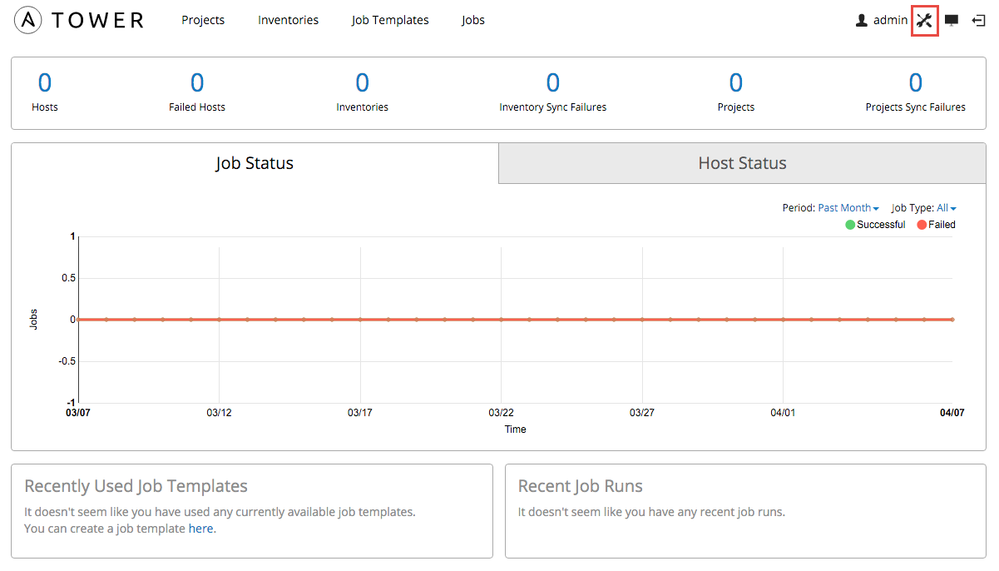 TOWER Projects Inventories Job Templates Jobs admin
0 0 0 0 0 0
Hosts Failed Hosts Inventories Inventory Sync Failures Projects Projects Sync Failures
Job Status Host Status
Period: Past Month Job Type: All
Successful Failed
1
0.5
0
-0.5
-1
Jobs
03/07 03/12 03/17 03/22 03/27 04/01 04/07
Time
Recently Used Job Templates
It doesn't seem like you have used any currently available job templates.
You can create a job template here.
Recent Job Runs
It doesn't seem like you have any recent job runs.